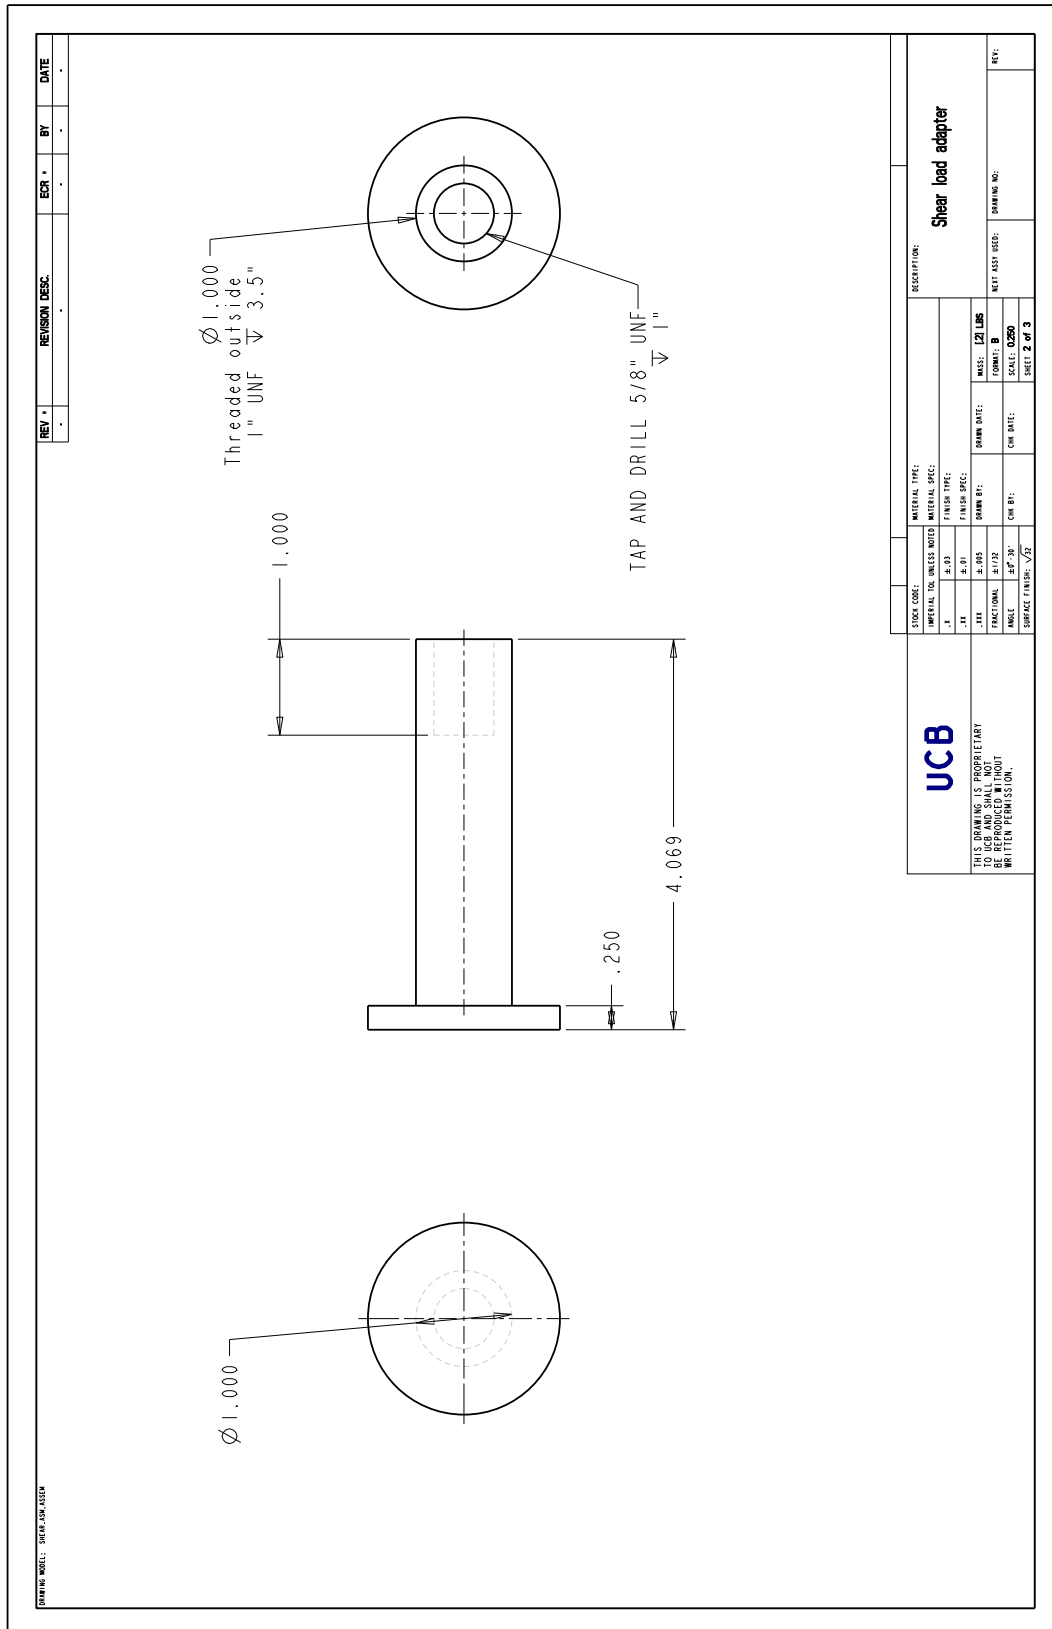 DRAWING MODEL: SHEAR_ASM_ASSEM
REV # REVISION DESC. ECR # BY DATE
- - - - -
Ø1.000
.250
4.069
1.000
Ø1.000
Threaded outside
1" UNF ↧ 3.5"
TAP AND DRILL 5/8" UNF
↧ 1"
UCB
THIS DRAWING IS PROPRIETARY
TO UCB AND SHALL NOT
BE REPRODUCED WITHOUT
WRITTEN PERMISSION.
STOCK CODE:
IMPERIAL TOL UNLESS NOTED
.X ±.03
.XX ±.01
.XXX ±.005
FRACTIONAL ±1/32
ANGLE ±0°-30'
SURFACE FINISH: √32
MATERIAL TYPE:
MATERIAL SPEC:
FINISH TYPE:
FINISH SPEC:
DRAWN BY: DRAWN DATE:
CHK BY: CHK DATE:
MASS: [.2] LBS
FORMAT: B
SCALE: 0.250
SHEET 2 of 3
DESCRIPTION:
Shear load adapter
NEXT ASSY USED: DRAWING NO: REV: